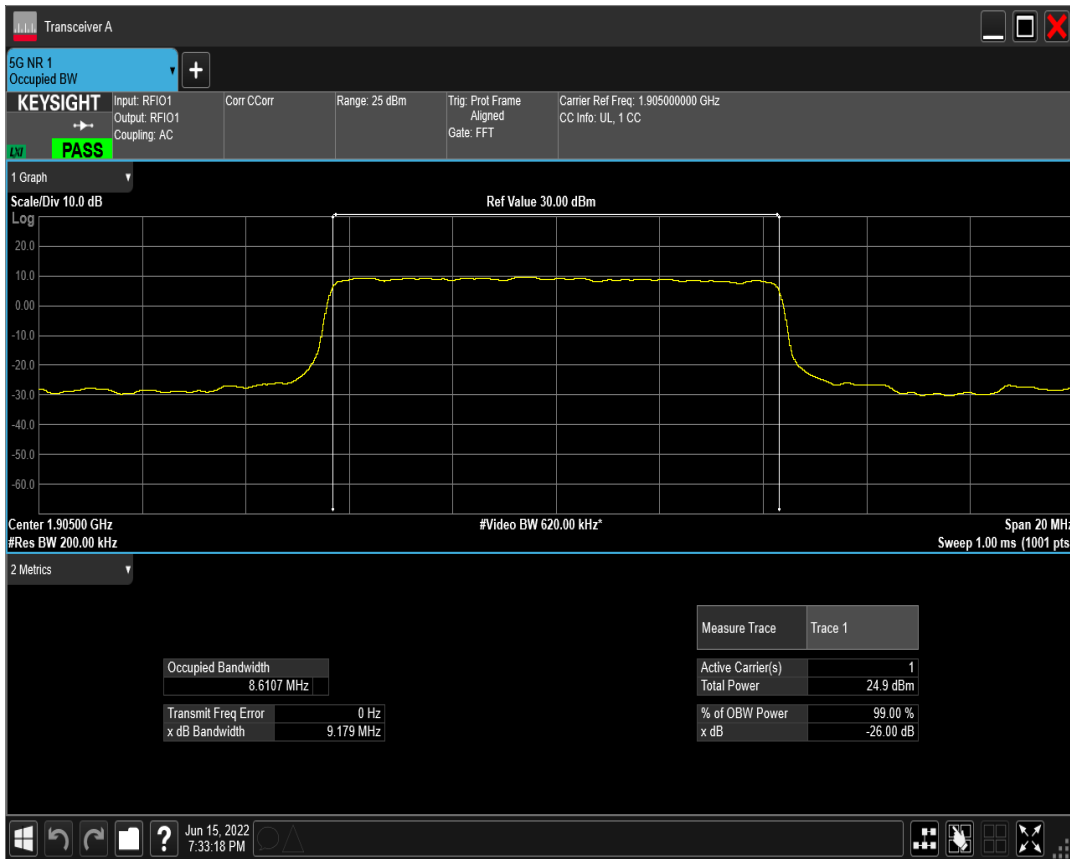 Transceiver A
5G NR 1
Occupied BW
KEYSIGHT
LXI
PASS
Input: RFIO1
Output: RFIO1
Coupling: AC
Corr CCorr
Range: 25 dBm
Trig: Prot Frame
Aligned
Gate: FFT
Carrier Ref Freq: 1.905000000 GHz
CC Info: UL, 1 CC
1 Graph
Scale/Div 10.0 dB
Ref Value 30.00 dBm
Log
20.0
10.0
0.00
-10.0
-20.0
-30.0
-40.0
-50.0
-60.0
Center 1.90500 GHz
#Video BW 620.00 kHz*
Span 20 MHz
#Res BW 200.00 kHz
Sweep 1.00 ms (1001 pts
2 Metrics
Measure Trace Trace 1
Occupied Bandwidth
8.6107 MHz
Active Carrier(s) 1
Total Power 24.9 dBm
Transmit Freq Error 0 Hz
x dB Bandwidth 9.179 MHz
% of OBW Power 99.00 %
x dB -26.00 dB
?
Jun 15, 2022
7:33:18 PM